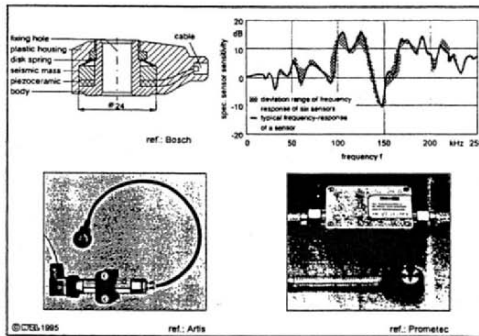 fixing hole
plastic housing
disk spring
seismic mass
piezoceramic
body
cable
ø 24
ref.: Bosch
spec. sensor sensitivity
20
dB
10
0
-10
-20
deviation range of frequency
response of six sensors
typical frequency-response
of a sensor
0
50
100
150
200
kHz
250
frequency f
1995
ref.: Artis
ref.: Prometec